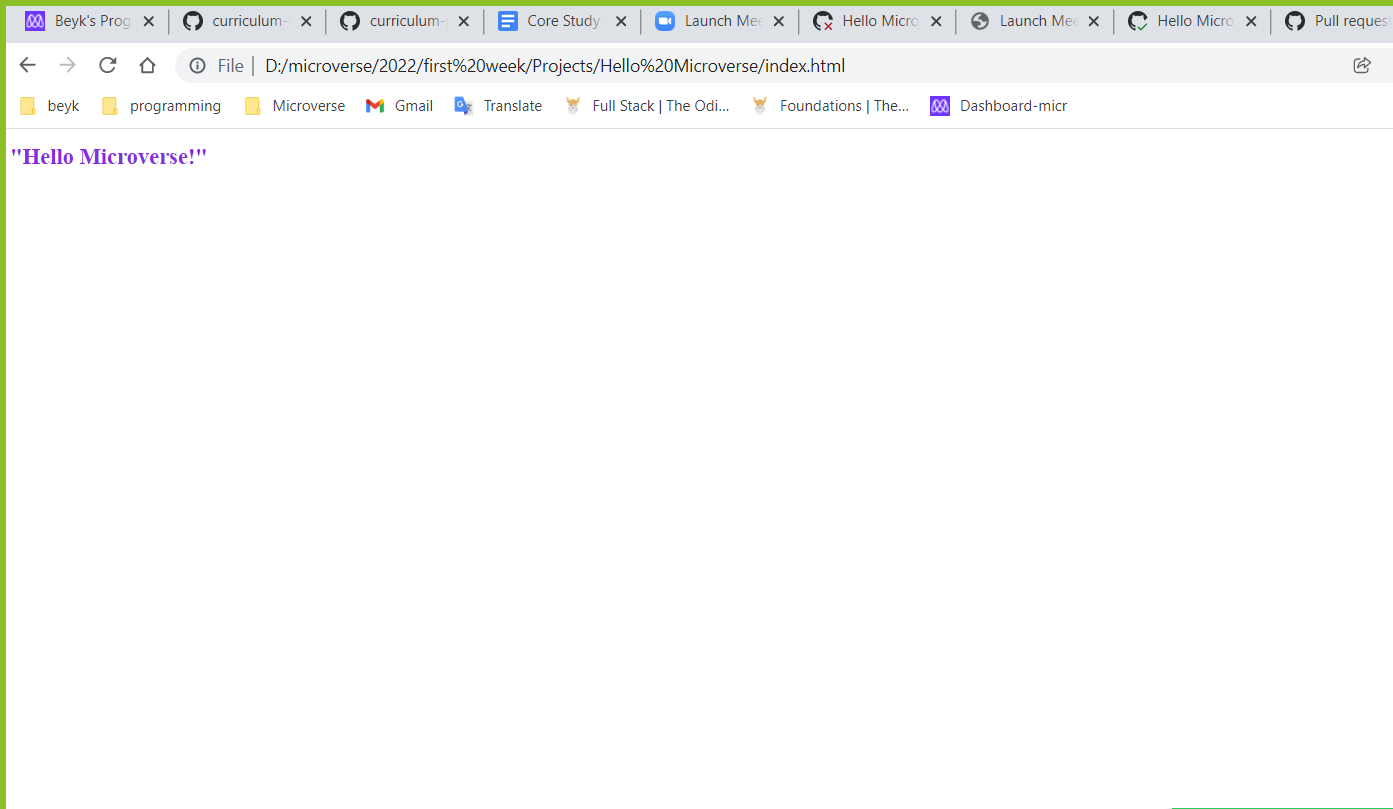 Beyk's Prog curriculum- curriculum- Core Study Launch Mee Hello Micro Launch Mee Hello Micro Pull reques
File D:/microverse/2022/first%20week/Projects/Hello%20Microverse/index.html
beyk programming Microverse Gmail Translate Full Stack | The Odi... Foundations | The... Dashboard-micr
"Hello Microverse!"